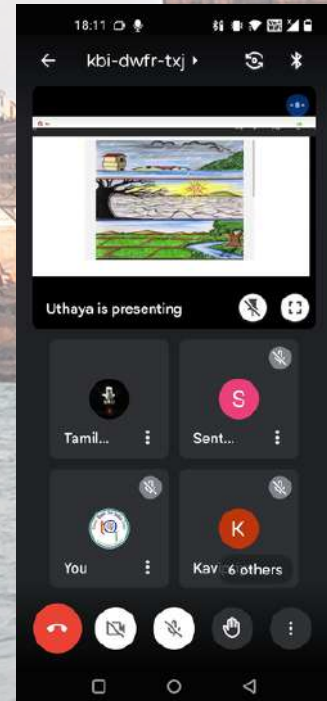 18:11
kbi-dwfr-txj
Uthaya is presenting
Tamil...
Sent...
S
You
Kav
K
6 others